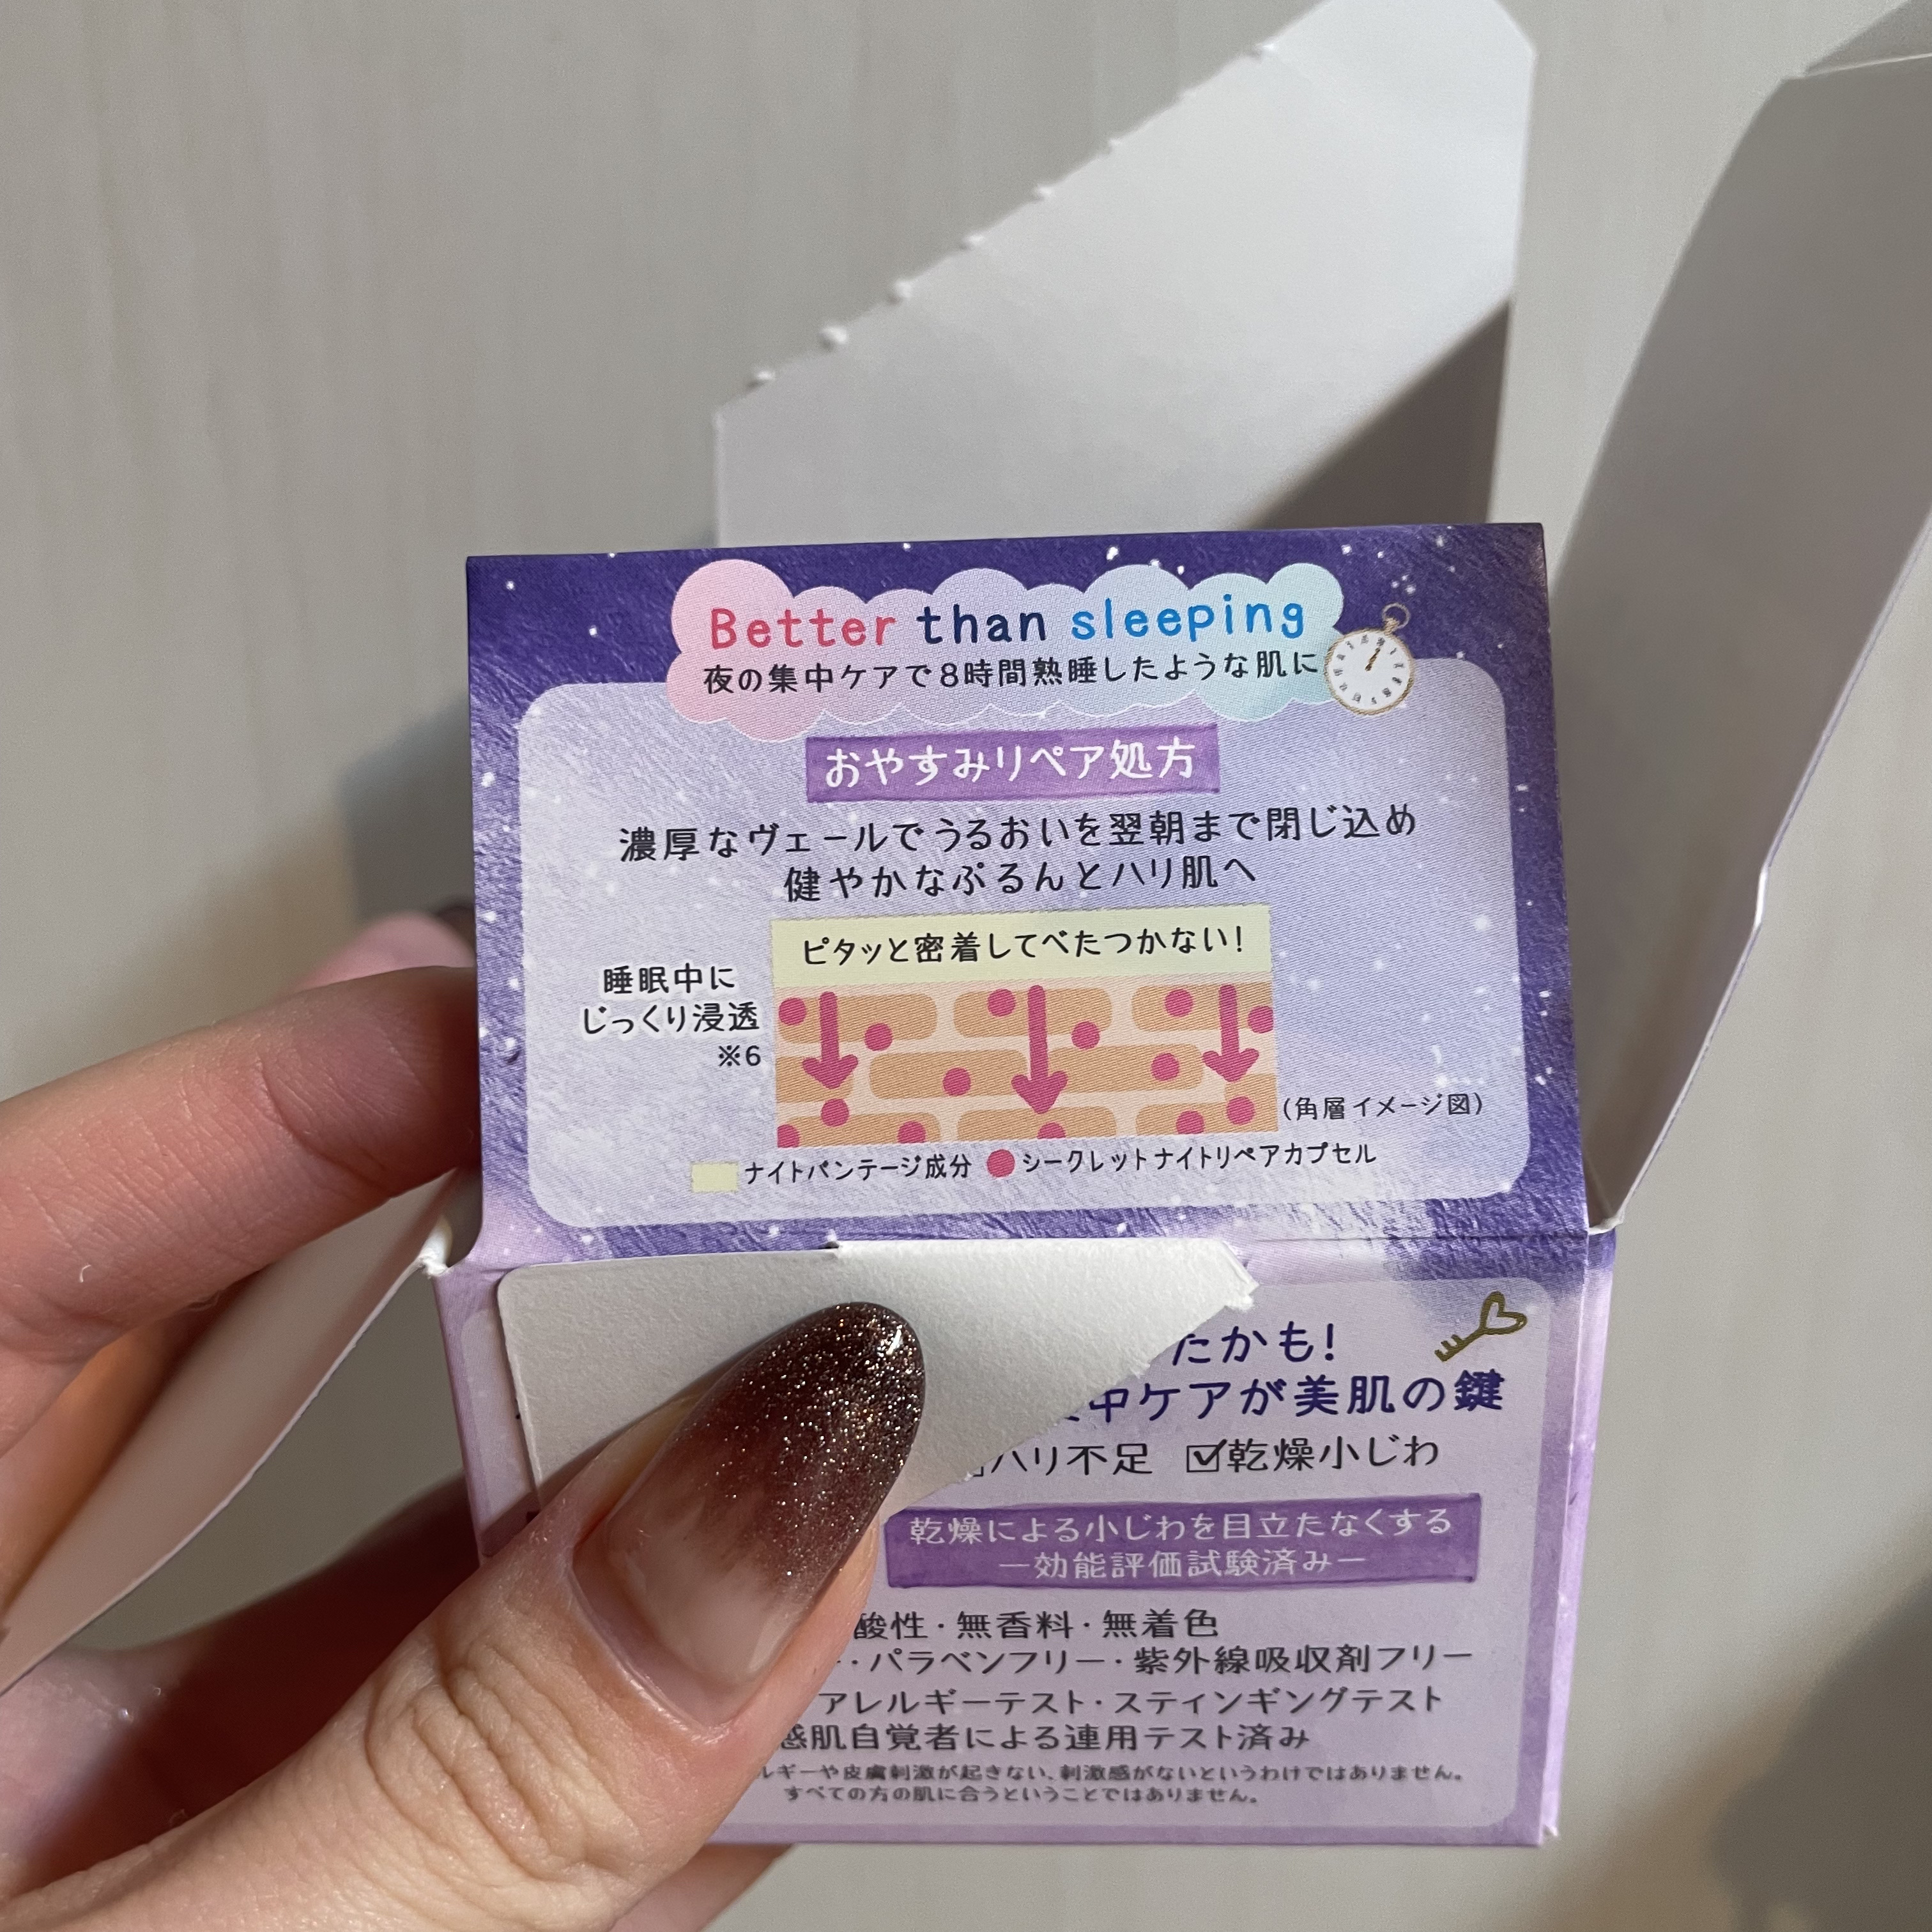 Better than sleeping
夜の集中ケアで8時間熟睡したような肌に
おやすみリペア処方
濃厚なヴェールでうるおいを翌朝まで閉じ込め
健やかなぷるんとハリ肌へ
ピタッと密着してべたつかない!
睡眠中に
じっくり浸透
※6
(角層イメージ図)
ナイトパンテージ成分 シークレットナイトリペアカプセル
たかも!
中ケアが美肌の鍵
ハリ不足 ☑乾燥小じわ
乾燥による小じわを目立たなくする
ー効能評価試験済みー
酸性・無香料・無着色
・パラベンフリー・紫外線吸収剤フリー
アレルギーテスト・スティンギングテスト
感肌自覚者による連用テスト済み
ルギーや皮膚刺激が起きない、刺激感がないというわけではありません。
すべての方の肌に合うということではありません。